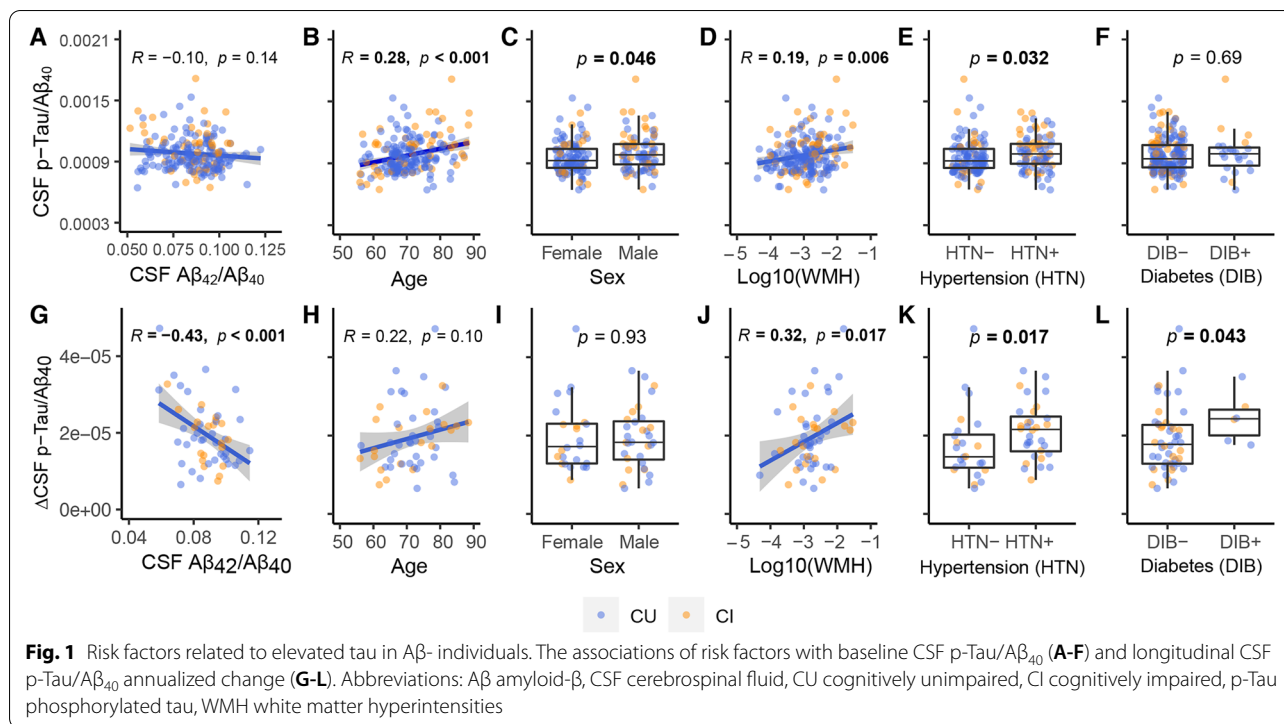 A B C D E F
CSF p−Tau/Aβ40
0.0021
0.0015
0.0009
0.0003
R = −0.10, p = 0.14
R = 0.28, p < 0.001
p = 0.046
R = 0.19, p = 0.006
p = 0.032
p = 0.69
0.050 0.075 0.100 0.125
50 60 70 80 90
Female Male
−5 −4 −3 −2 −1
HTN− HTN+
DIB− DIB+
CSF Aβ42/Aβ40
Age
Sex
Log10(WMH)
Hypertension (HTN)
Diabetes (DIB)
G H I J K L
ΔCSF p−Tau/Aβ40
4e−05
2e−05
0e+00
R = −0.43, p < 0.001
R = 0.22, p = 0.10
p = 0.93
R = 0.32, p = 0.017
p = 0.017
p = 0.043
0.04 0.08 0.12
50 60 70 80 90
Female Male
−5 −4 −3 −2 −1
HTN− HTN+
DIB− DIB+
CSF Aβ42/Aβ40
Age
Sex
Log10(WMH)
Hypertension (HTN)
Diabetes (DIB)
CU CI
Fig. 1 Risk factors related to elevated tau in Aβ- individuals. The associations of risk factors with baseline CSF p-Tau/Aβ40 (A-F) and longitudinal CSF
p-Tau/Aβ40 annualized change (G-L). Abbreviations: Aβ amyloid-β, CSF cerebrospinal fluid, CU cognitively unimpaired, CI cognitively impaired, p-Tau
phosphorylated tau, WMH white matter hyperintensities